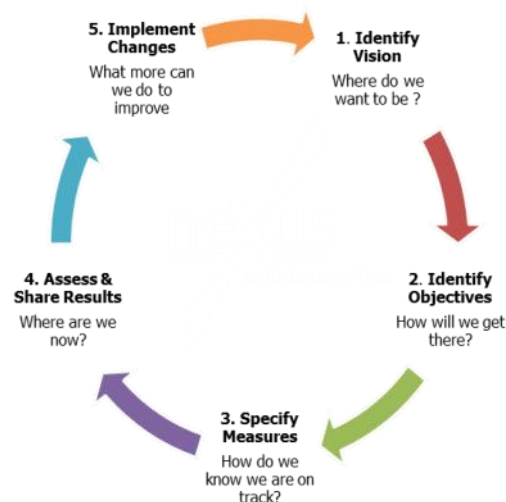 1. Identify
Vision
Where do we
want to be ?
2. Identify
Objectives
How will we get
there?
3. Specify
Measures
How do we
know we are on
track?
4. Assess &
Share Results
Where are we
now?
5. Implement
Changes
What more can
we do to
improve